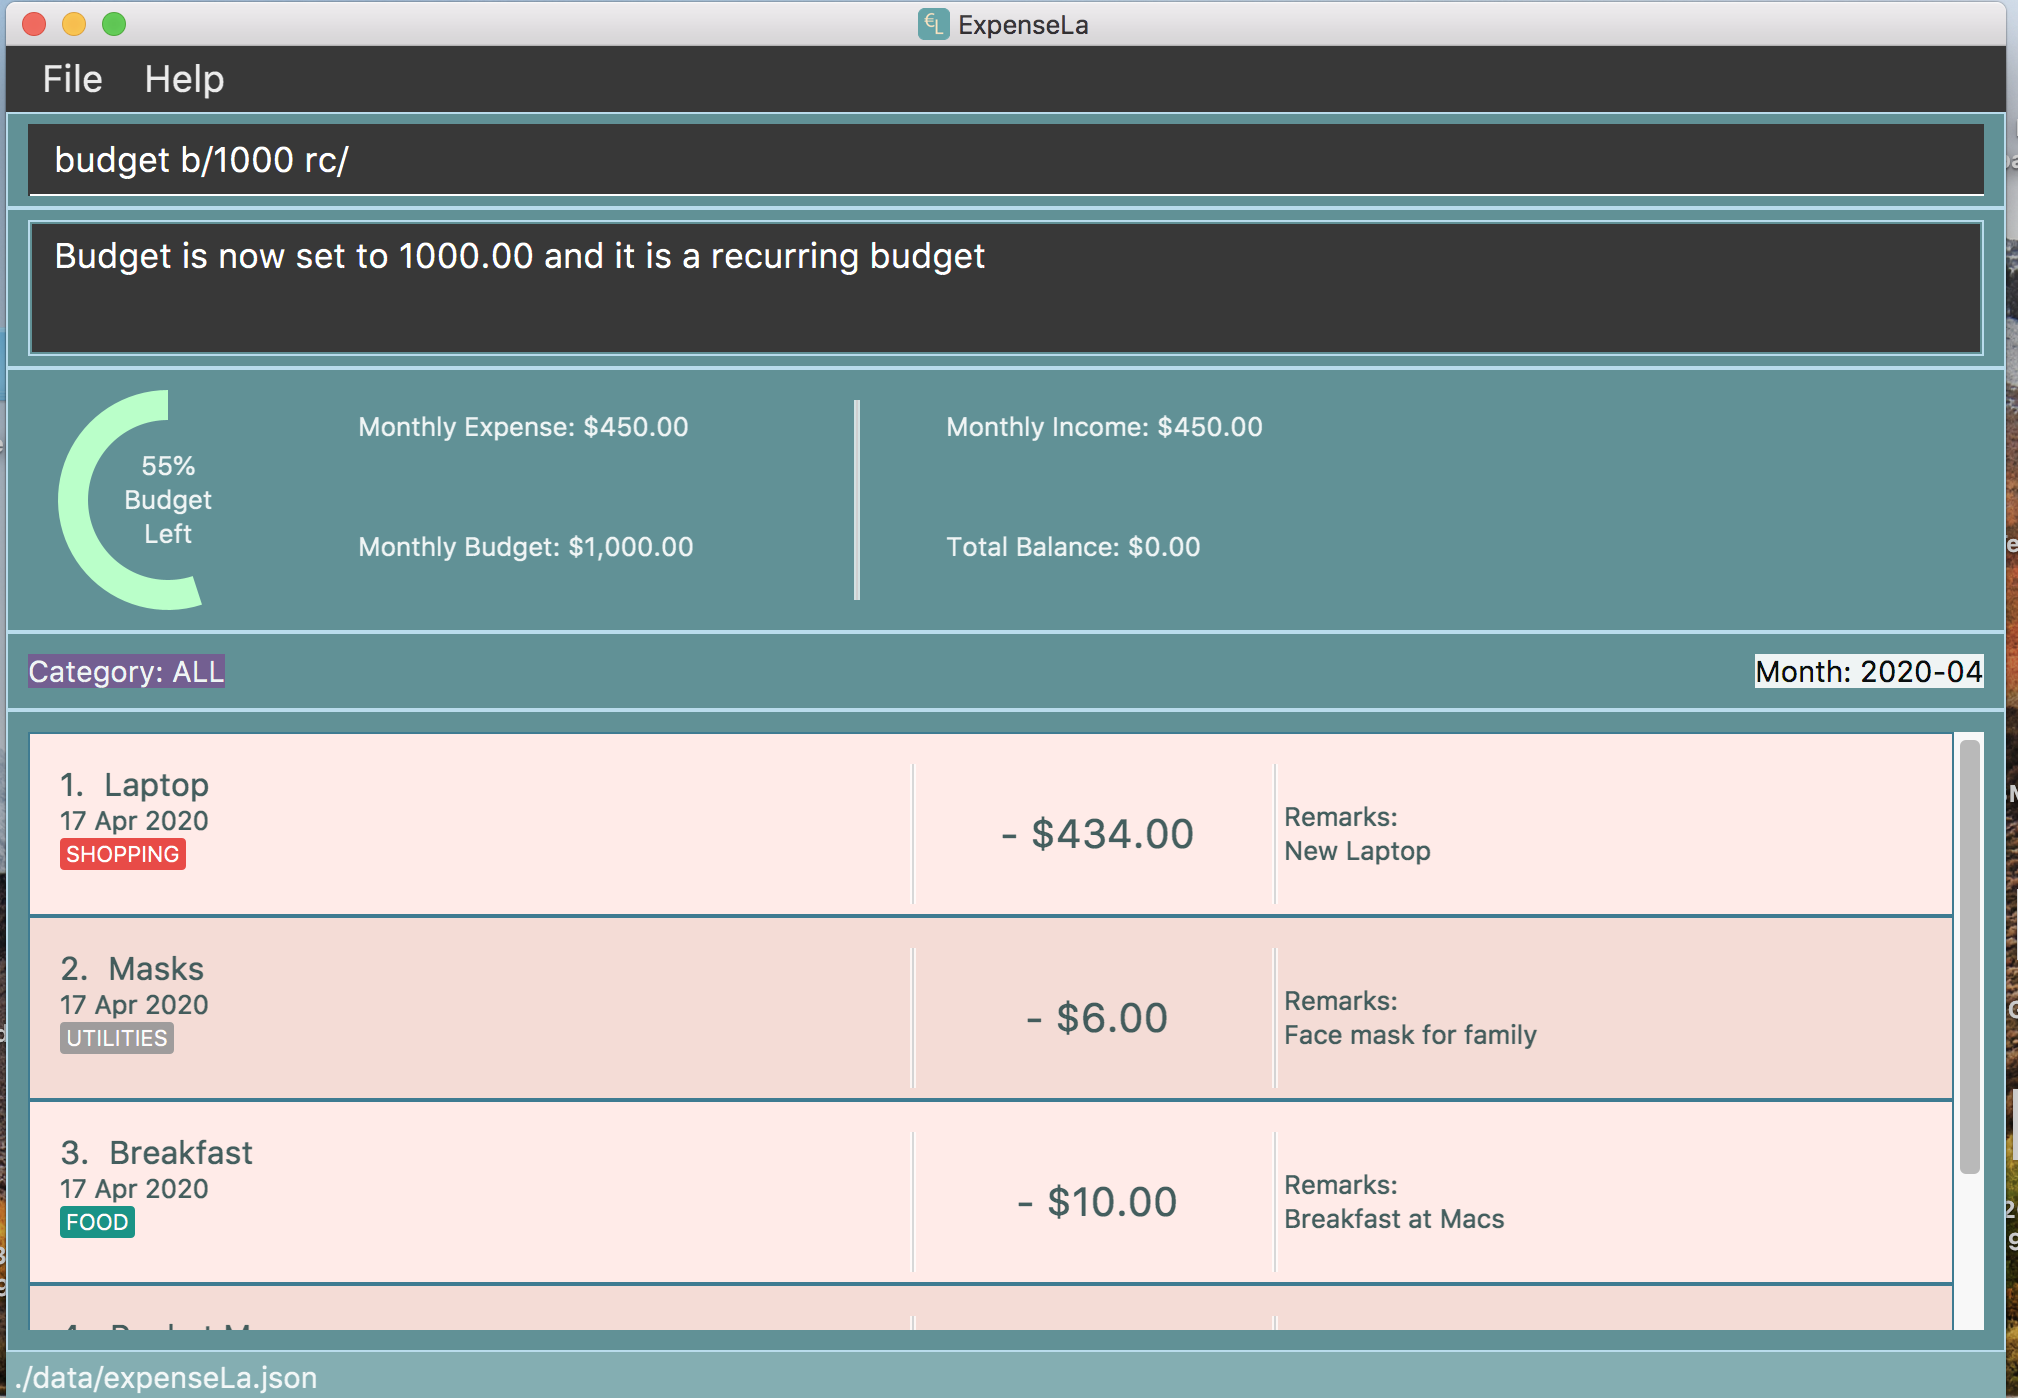 ExpenseLa
File Help
budget b/1000 rc/
Budget is now set to 1000.00 and it is a recurring budget
55%
Budget
Left
Monthly Expense: $450.00
Monthly Budget: $1,000.00
Monthly Income: $450.00
Total Balance: $0.00
Category: ALL
Month: 2020-04
1. Laptop
17 Apr 2020
SHOPPING
- $434.00
Remarks:
New Laptop
2. Masks
17 Apr 2020
UTILITIES
- $6.00
Remarks:
Face mask for family
3. Breakfast
17 Apr 2020
FOOD
- $10.00
Remarks:
Breakfast at Macs
./data/expenseLa.json